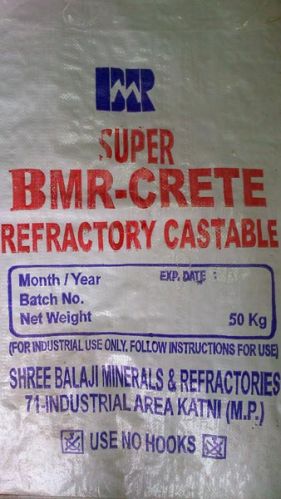 BMR
SUPER
BMR-CRETE
REFRACTORY CASTABLE
Month / Year EXP. DATE :
Batch No.
Net Weight 50 Kg
(FOR INDUSTRIAL USE ONLY, FOLLOW INSTRUCTIONS FOR USE)
SHREE BALAJI MINERALS & REFRACTORIES
71-INDUSTRIAL AREA KATNI (M.P.)
USE NO HOOKS